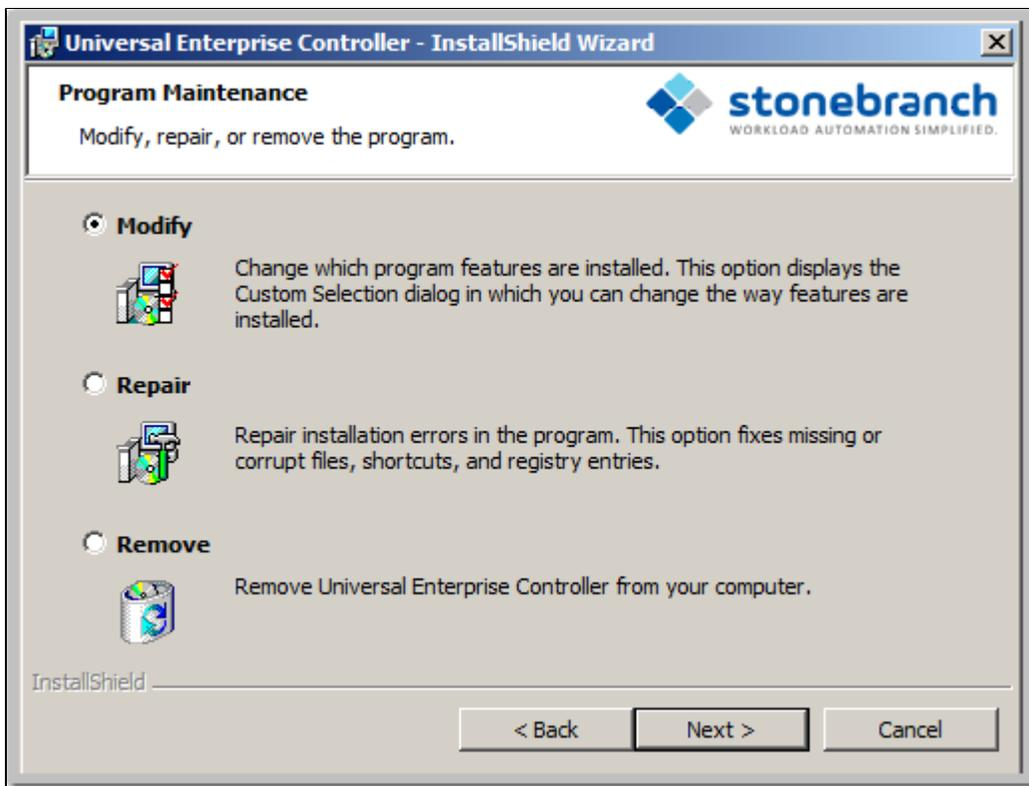 Universal Enterprise Controller - InstallShield Wizard
Program Maintenance
Modify, repair, or remove the program.
stonebranch
WORKLOAD AUTOMATION SIMPLIFIED.
Modify
Change which program features are installed. This option displays the
Custom Selection dialog in which you can change the way features are
installed.
Repair
Repair installation errors in the program. This option fixes missing or
corrupt files, shortcuts, and registry entries.
Remove
Remove Universal Enterprise Controller from your computer.
InstallShield
< Back
Next >
Cancel